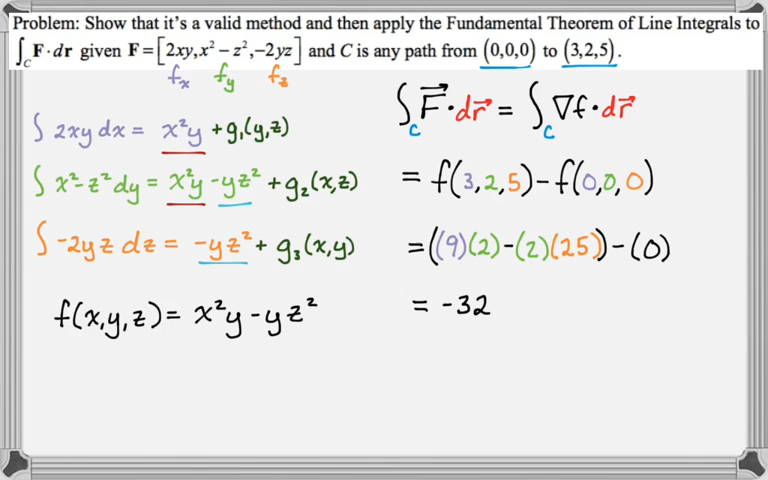 Problem: Show that it's a valid method and then apply the Fundamental Theorem of Line Integrals to
∫_C F · dr given F = [2xy, x² – z², –2yz] and C is any path from (0,0,0) to (3,2,5).
fx fy fz
∫ 2xy dx = x²y + g₁(y,z)
∫ x² - z² dy = x²y - yz² + g₂(x,z)
∫ -2yz dz = -yz² + g₃(x,y)
f(x,y,z) = x²y - yz²
∫_C F⃗ · dr⃗ = ∫_C ∇f · dr⃗
= f(3,2,5) - f(0,0,0)
= ((9)(2) - (2)(25)) - (0)
= -32